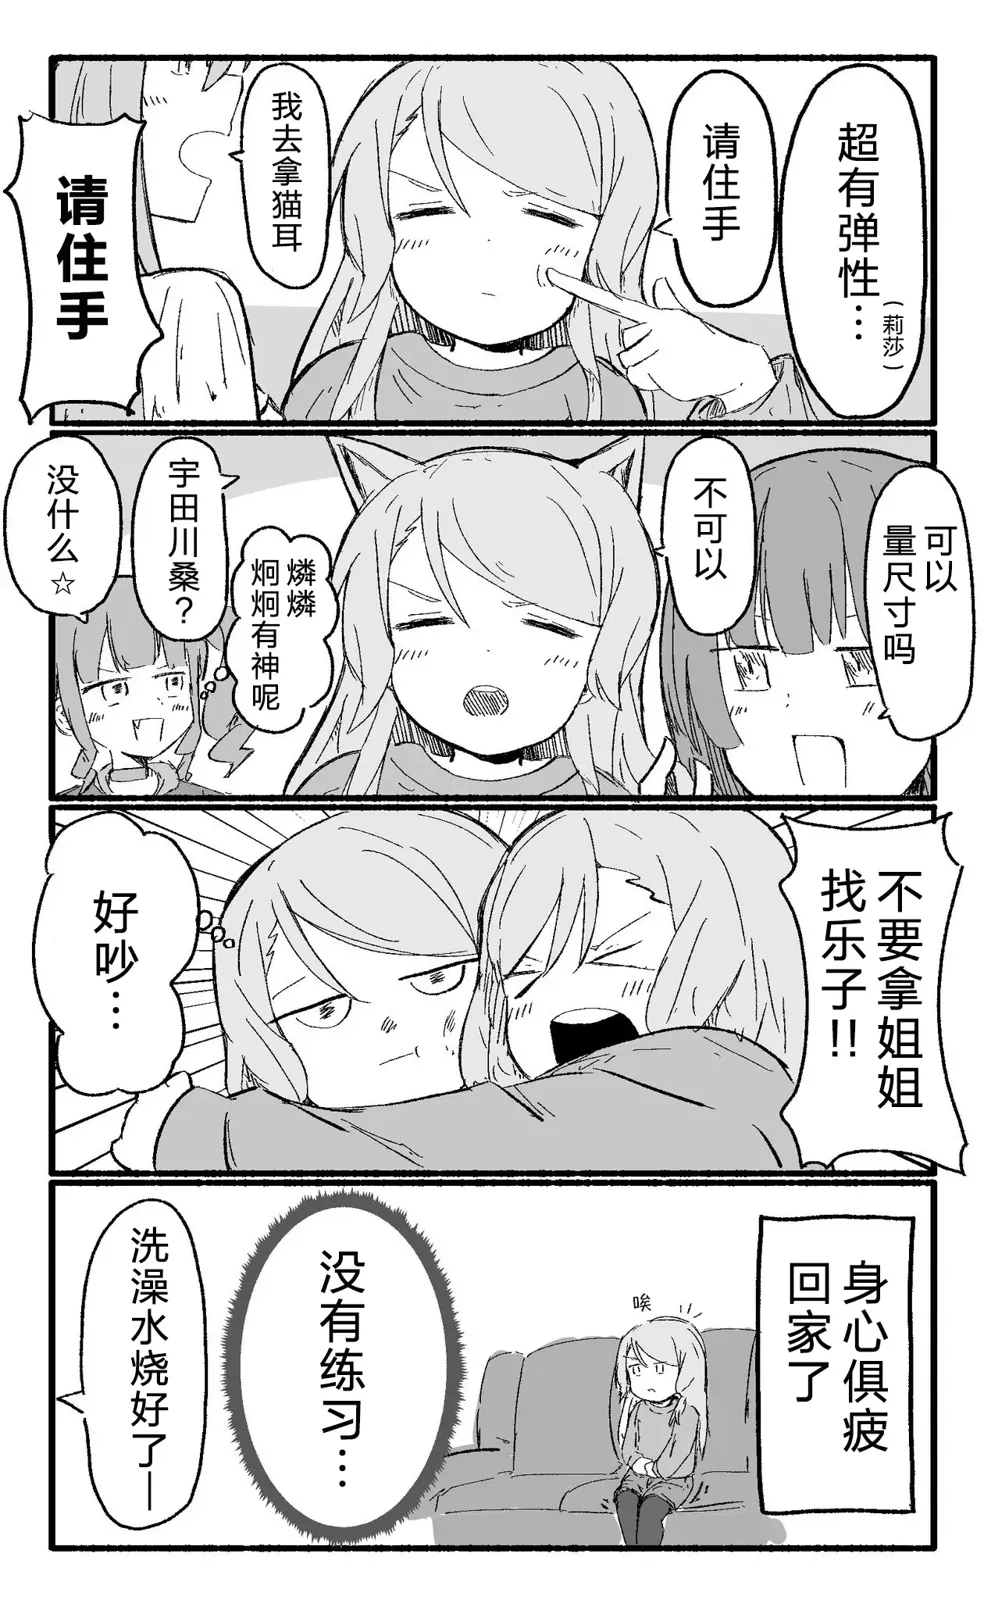 超有弹性…
(莉莎)
请住手
我去拿猫耳
请住手
可以
量尺寸吗
不可以
燐燐
炯炯有神呢
宇田川桑？
没什么☆
不要拿姐姐
找乐子!!
好吵…
身心俱疲
回家了
唉
没有练习…
洗澡水烧好了—